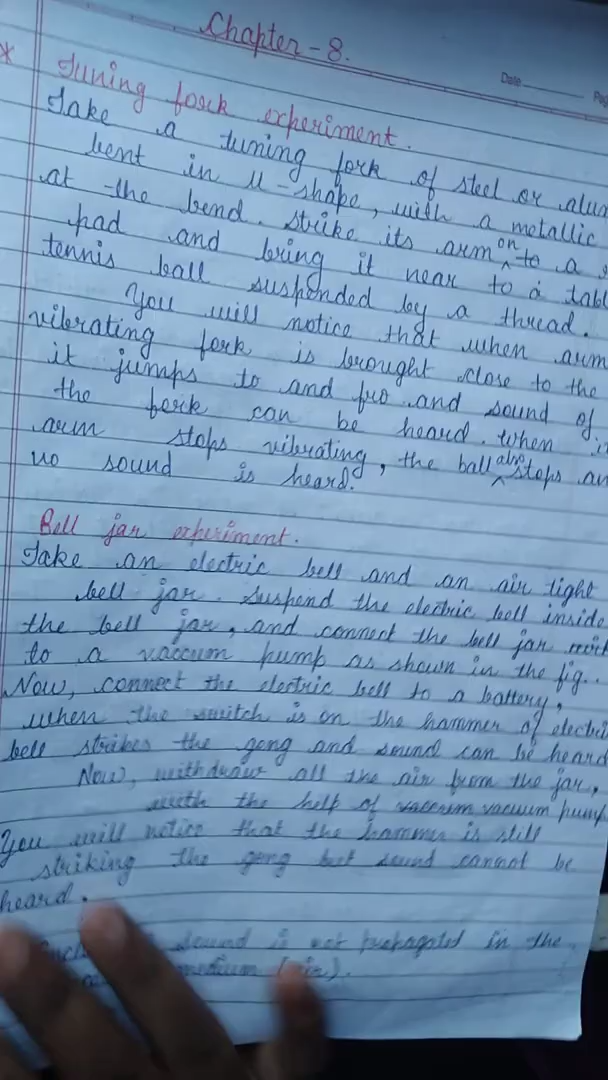 Chapter - 8.
Date
* Tuning fork experiment.
Take a tuning fork of steel or
bent in u-shape, with a metallic
at the bend. strike its arm on to a
pad and bring it near to a
tennis ball suspended by a thread.
You will notice that when arm
vibrating fork is brought close to the
it jumps to and fro and sound of
the fork can be heard. when
arm stops vibrating, the ball also stops
no sound is heard.
Bell jar experiment.
Take an electric bell and an air tight
bell jar. Suspend the electric bell inside
the bell jar, and connect the bell jar
to a vaccum pump as shown in the fig..
Now, connect the electric bell to a battery,
when the switch is on the hammer of
bell strikes the gong and sound can be heard
Now, withdraw all the air from the jar,
with the help of vacuum pump
You will notice that the hammer is still
striking the gong but sound cannot be
heard.
sound is not in the
medium (air).